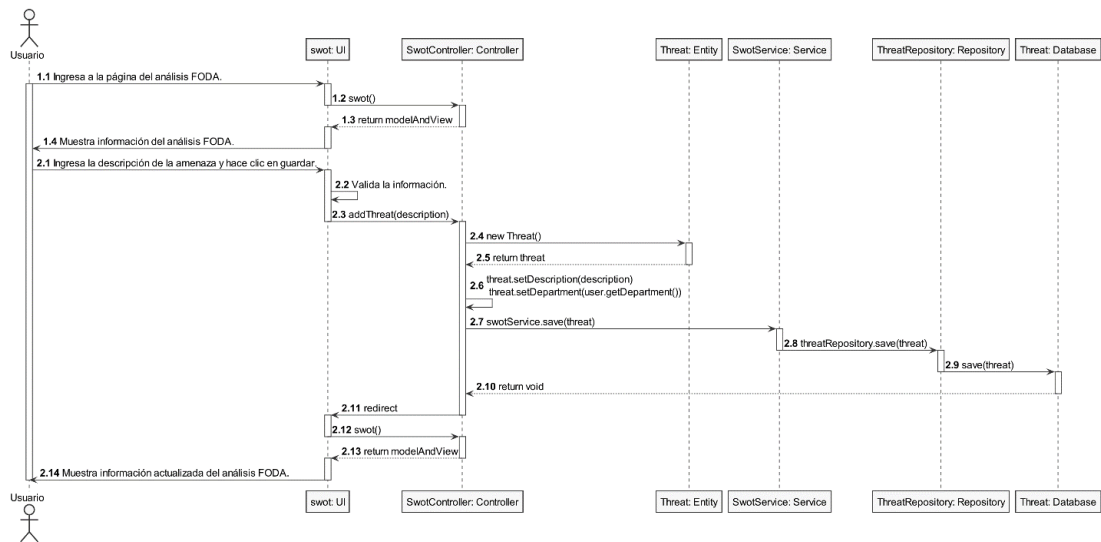 Usuario
swot: UI
SwotController: Controller
Threat: Entity
SwotService: Service
ThreatRepository: Repository
Threat: Database
1.1 Ingresa a la página del análisis FODA.
1.2 swot()
1.3 return modelAndView
1.4 Muestra información del análisis FODA.
2.1 Ingresa la descripción de la amenaza y hace clic en guardar.
2.2 Valida la información.
2.3 addThreat(description)
2.4 new Threat()
2.5 return threat
2.6 threat.setDescription(description)
threat.setDepartment(user.getDepartment())
2.7 swotService.save(threat)
2.8 threatRepository.save(threat)
2.9 save(threat)
2.10 return void
2.11 redirect
2.12 swot()
2.13 return modelAndView
2.14 Muestra información actualizada del análisis FODA.
Usuario
swot: UI
SwotController: Controller
Threat: Entity
SwotService: Service
ThreatRepository: Repository
Threat: Database